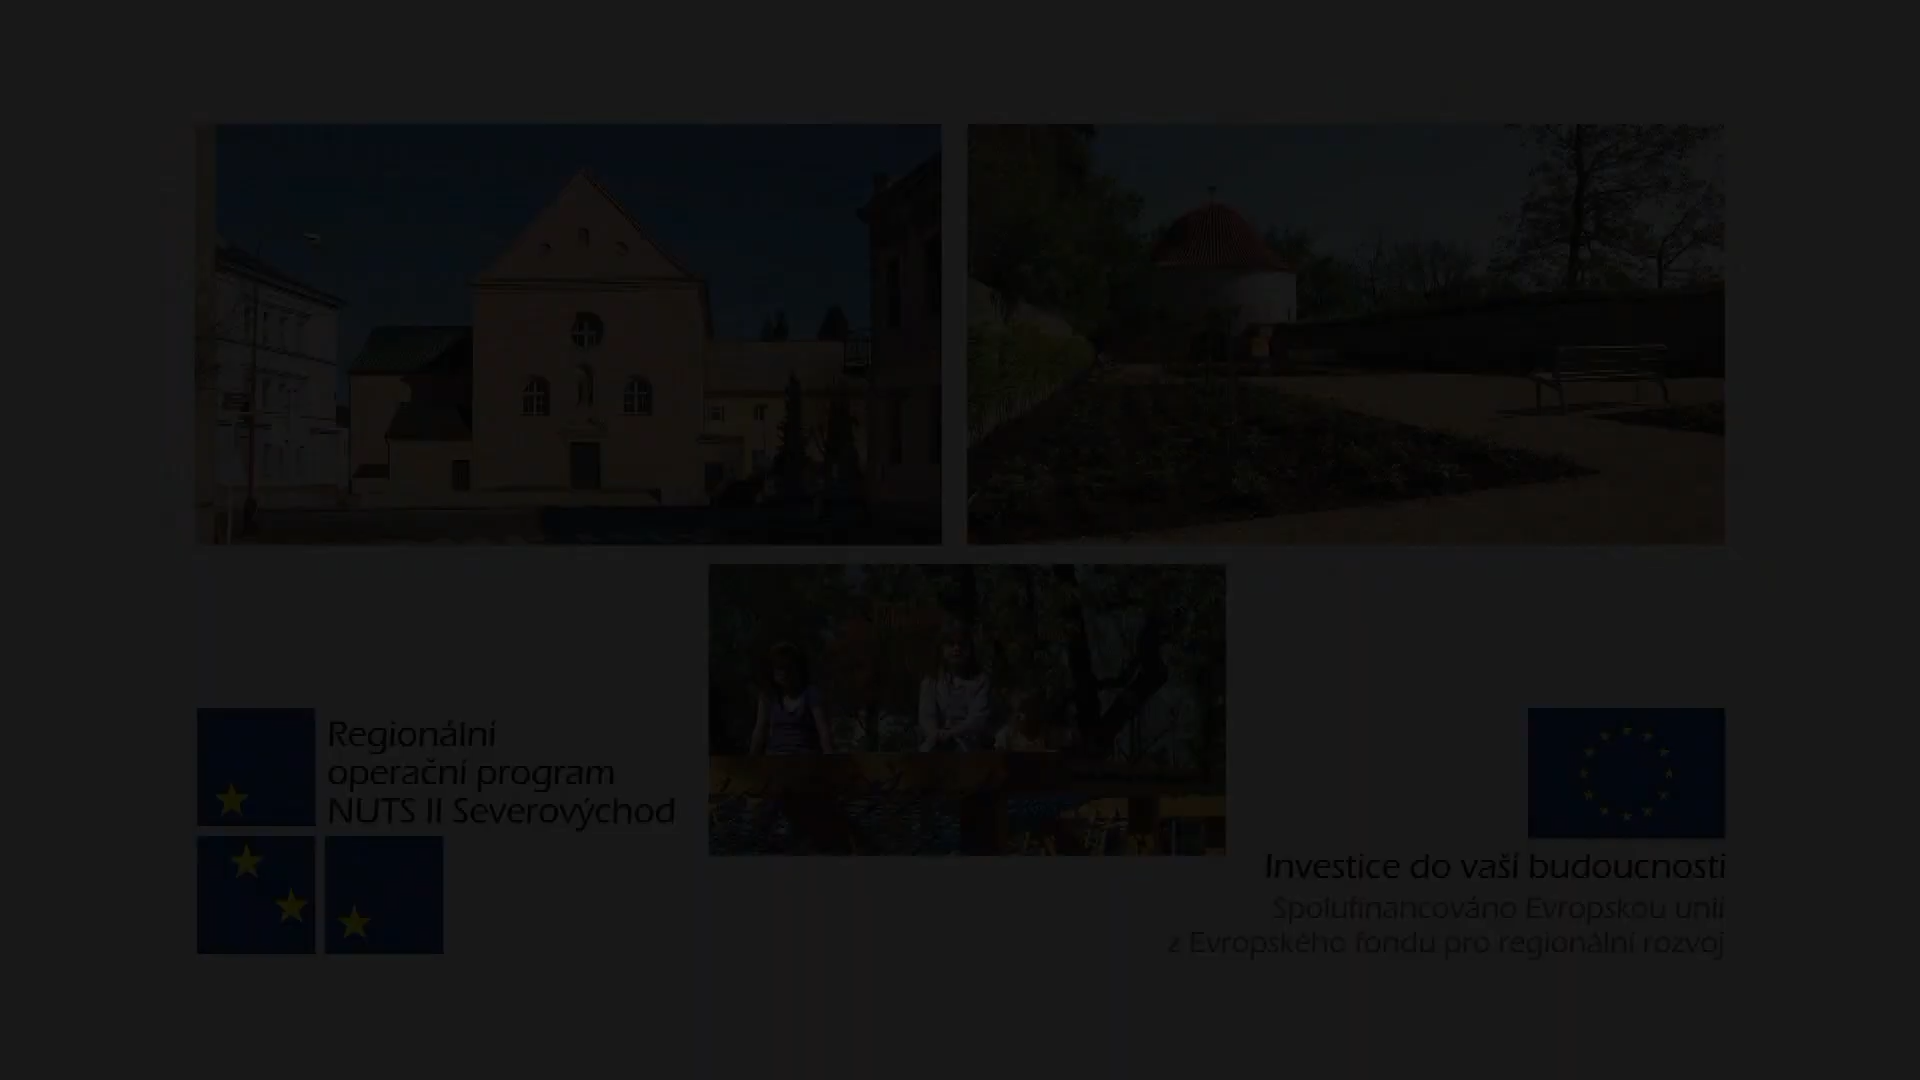 Regionální
operační program
NUTS II Severovýchod
Investice do vaší budoucnosti
Spolufinancováno Evropskou unií
z Evropského fondu pro regionální rozvoj